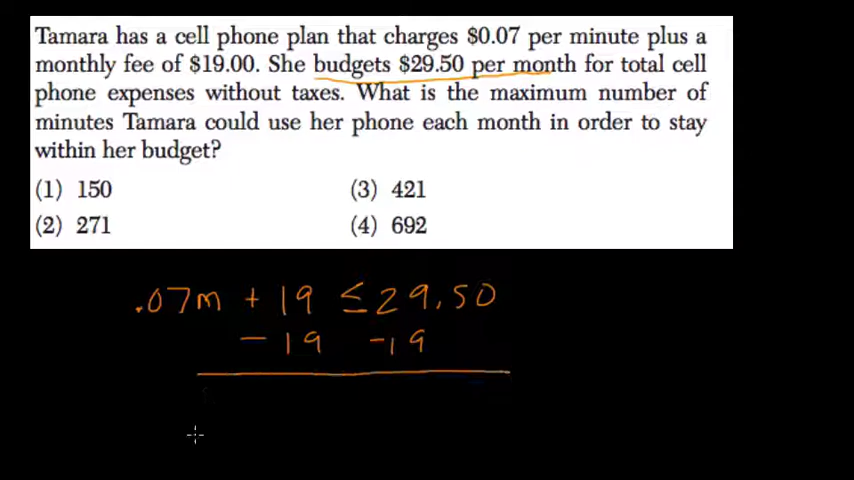 Tamara has a cell phone plan that charges $0.07 per minute plus a
monthly fee of $19.00. She budgets $29.50 per month for total cell
phone expenses without taxes. What is the maximum number of
minutes Tamara could use her phone each month in order to stay
within her budget?
(1) 150 (3) 421
(2) 271 (4) 692
.07m + 19 ≤ 29.50
- 19 -19